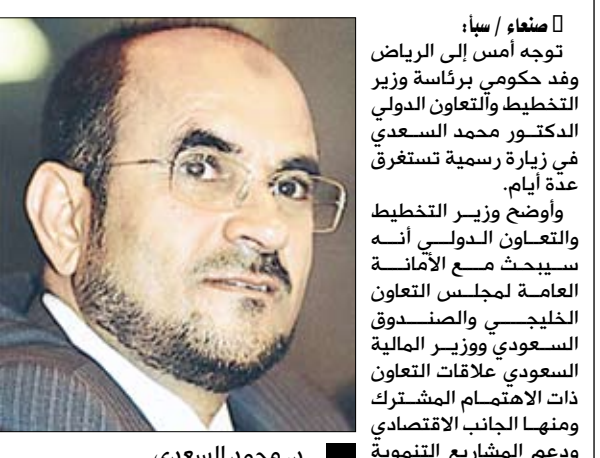 صنعاء / سبأ:
توجه أمس إلى الرياض
وفد حكومي برئاسة وزير
التخطيط والتعاون الدولي
الدكتور محمد السعدي
في زيارة رسمية تستغرق
عدة أيام.
وأوضح وزير التخطيط
والتعاون الدولي أنه
سيبحث مع الأمانة
العامة لمجلس التعاون
الخليجي والصندوق
السعودي ووزير المالية
السعودي علاقات التعاون
ذات الاهتمام المشترك
ومنها الجانب الاقتصادي
ودعم المشاريع التنموية
د. محمد السعدي